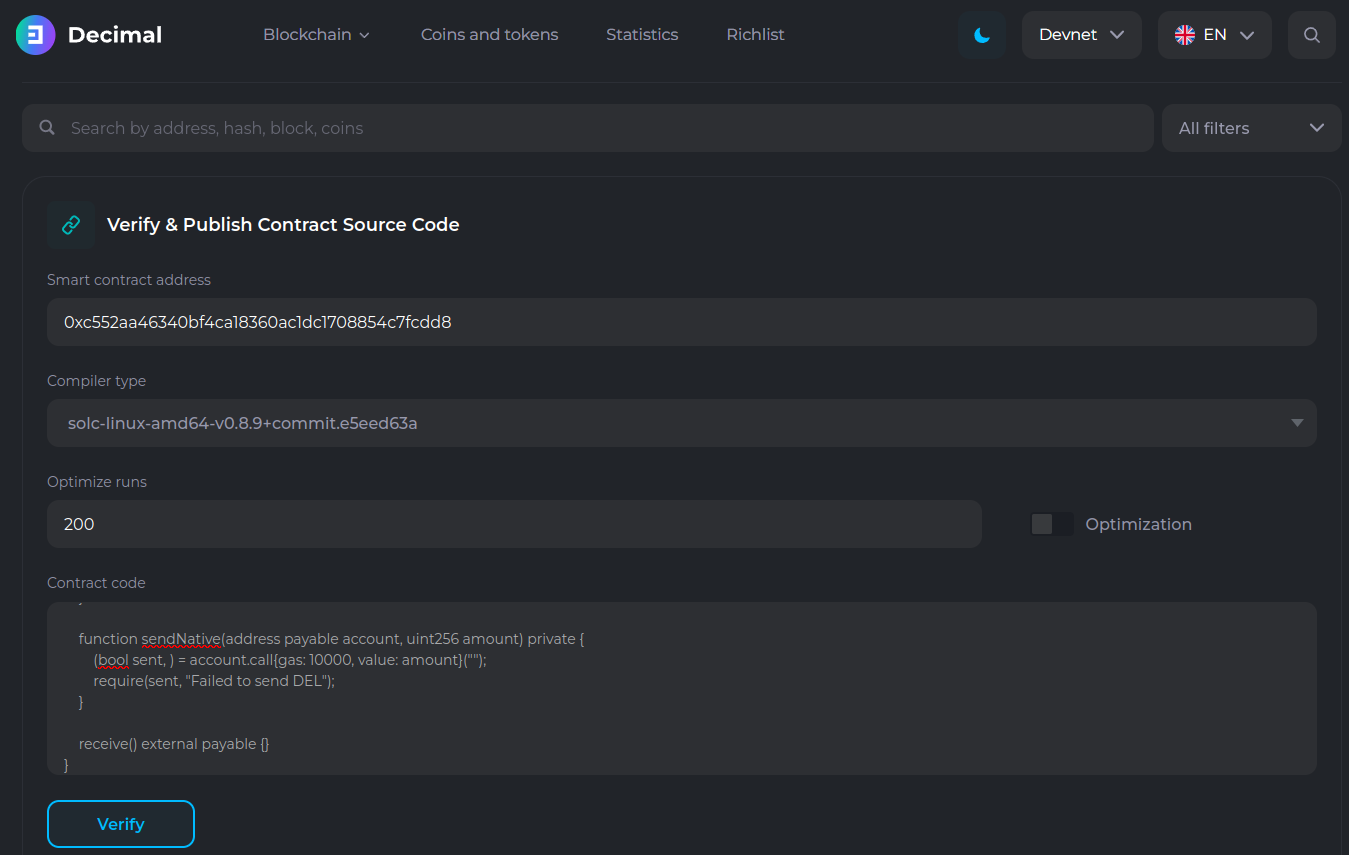 Decimal
Blockchain
Coins and tokens
Statistics
Richlist
Devnet
EN
Search by address, hash, block, coins
All filters
Verify & Publish Contract Source Code
Smart contract address
0xc552aa46340bf4ca18360ac1dc1708854c7fcdd8
Compiler type
solc-linux-amd64-v0.8.9+commit.e5eed63a
Optimize runs
200
Optimization
Contract code
function sendNative(address payable account, uint256 amount) private {
(bool sent, ) = account.call{gas: 10000, value: amount}("");
require(sent, "Failed to send DEL");
}
receive() external payable {}
}
Verify